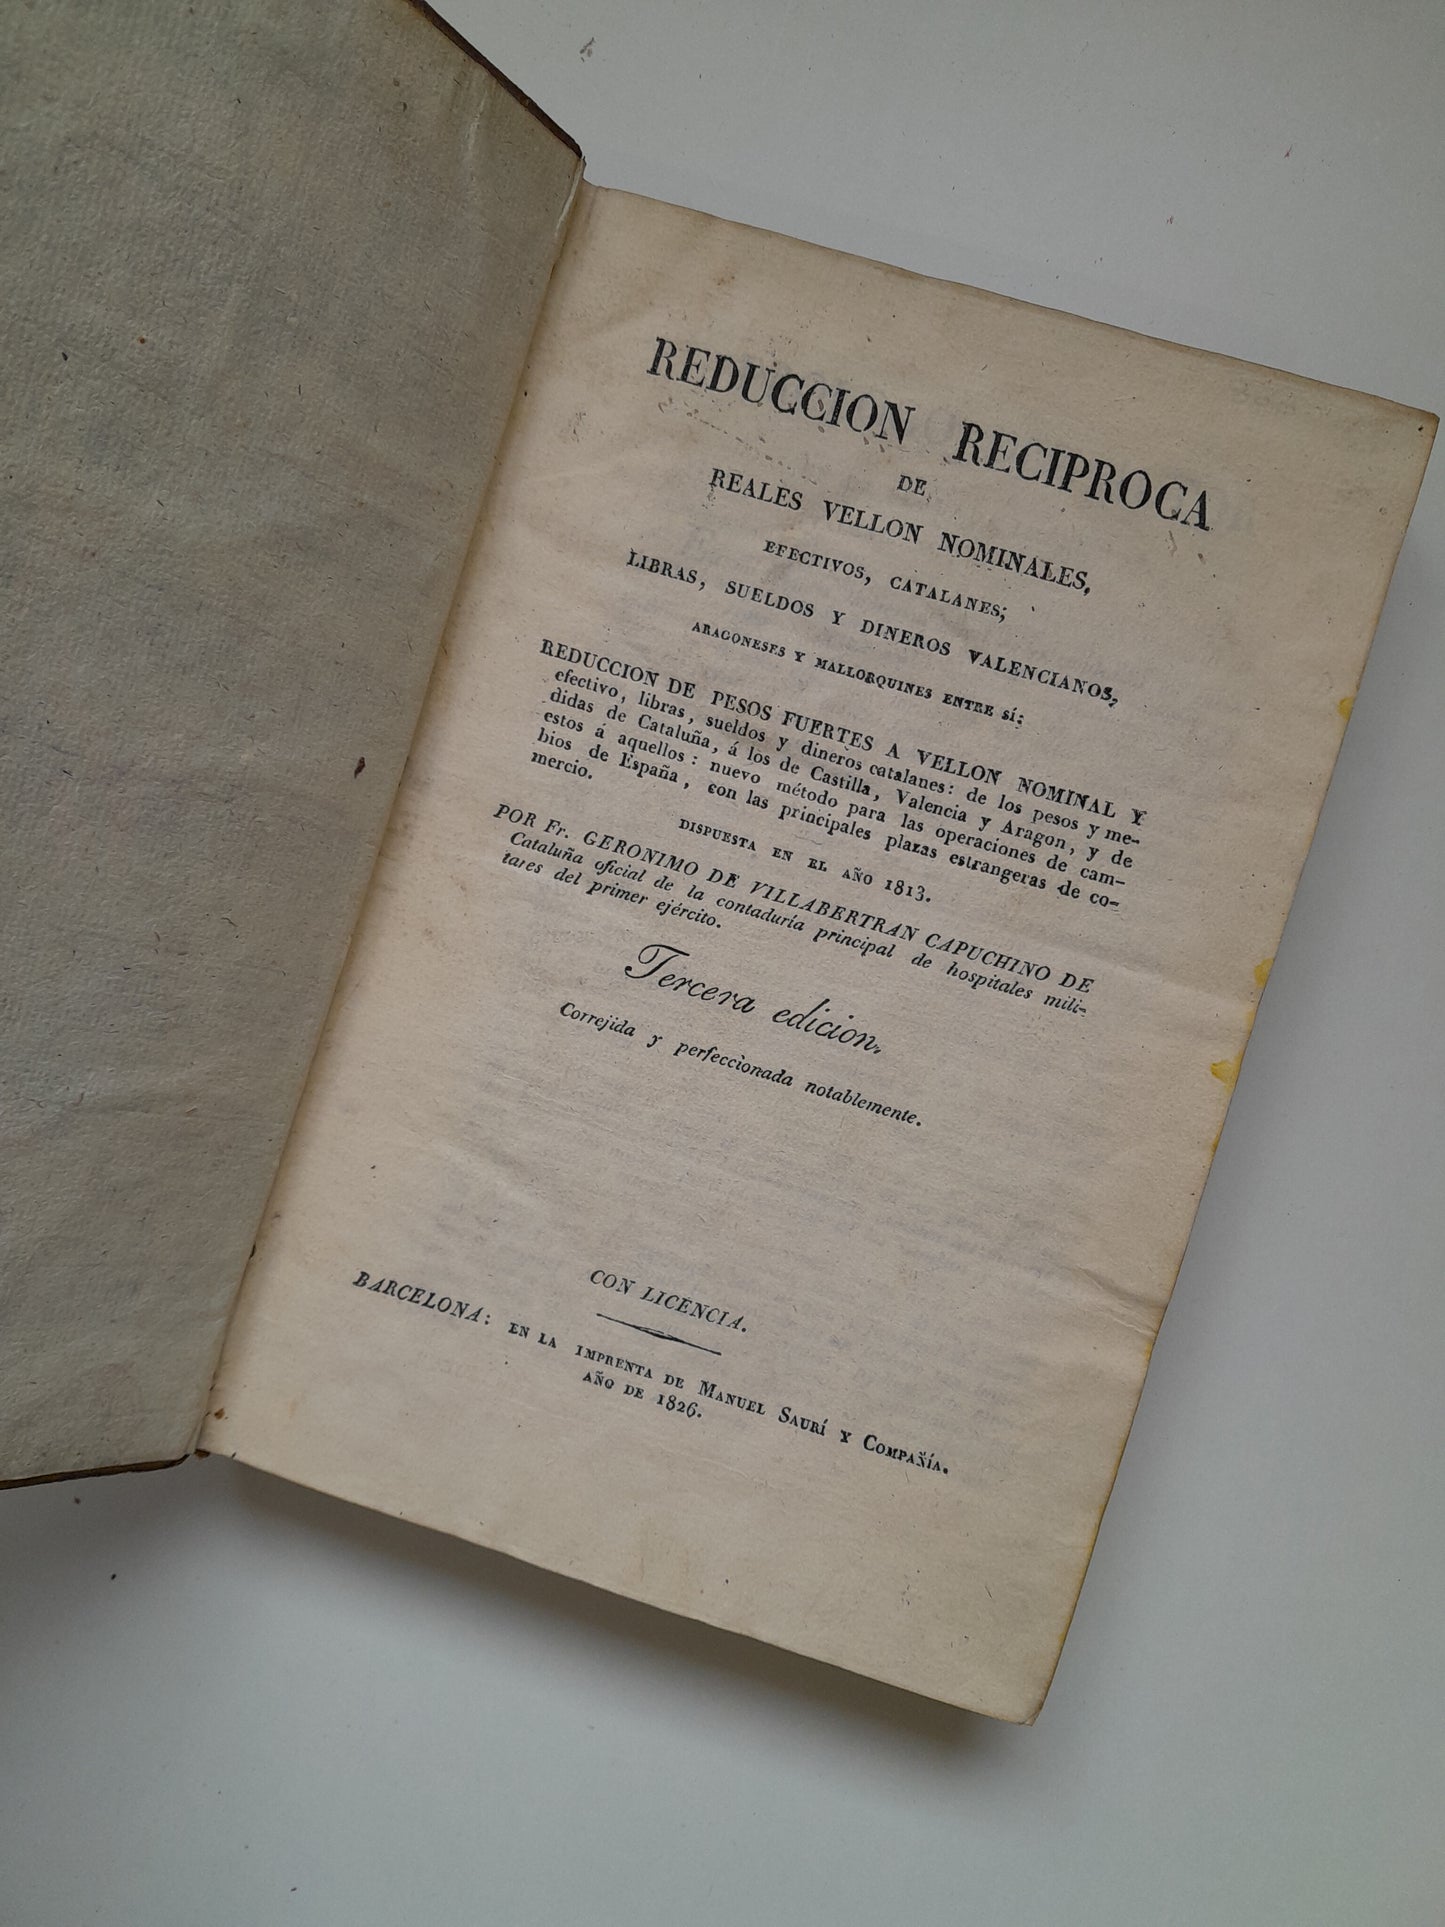 REDUCCION RECIPROCA
DE
REALES VELLON NOMINALES,
EFECTIVOS, CATALANES;
LIBRAS, SUELDOS Y DINEROS VALENCIANOS,
ARAGONESES Y MALLORQUINES ENTRE SÍ:
REDUCCION DE PESOS FUERTES A VELLON NOMINAL Y
efectivo, libras, sueldos y dineros catalanes: de los pesos y me-
didas de Cataluña, á los de Castilla, Valencia y Aragon, y de
estos á aquellos: nuevo método para las operaciones de cam-
bios de España, con las principales plazas estrangeras de co-
mercio.
DISPUESTA EN EL AÑO 1813.
POR Fr. GERONIMO DE VILLABERTRAN CAPUCHINO DE
Cataluña oficial de la contaduría principal de hospitales mili-
tares del primer ejército.
Tercera edicion.
Correjida y perfeccionada notablemente.
CON LICENCIA.
BARCELONA: EN LA IMPRENTA DE MANUEL SAURÍ Y COMPAÑÍA.
AÑO DE 1826.